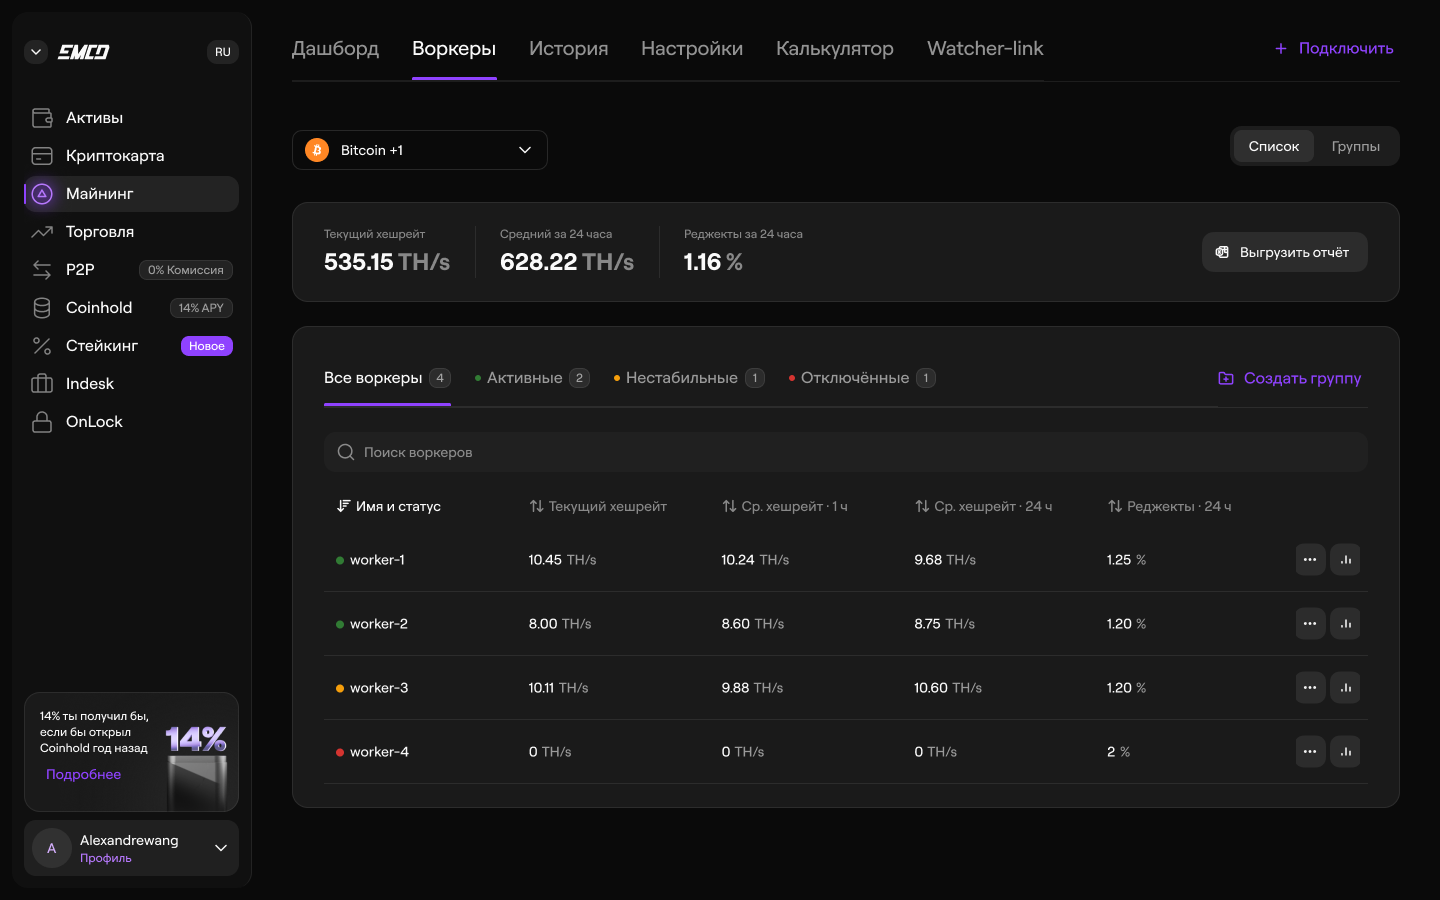 EMCD
RU
Активы
Криптокарта
Майнинг
Торговля
P2P
0% Комиссия
Coinhold
14% APY
Стейкинг
Новое
Indesk
OnLock
14% ты получил бы,
если бы открыл
Coinhold год назад
Подробнее
14%
A
Alexandrewang
Профиль
Дашборд Воркеры История Настройки Калькулятор Watcher-link
+ Подключить
Bitcoin +1
Список Группы
Текущий хешрейт
535.15 TH/s
Средний за 24 часа
628.22 TH/s
Реджекты за 24 часа
1.16 %
Выгрузить отчёт
Все воркеры 4 Активные 2 Нестабильные 1 Отключённые 1
Создать группу
Поиск воркеров
Имя и статус Текущий хешрейт Ср. хешрейт · 1 ч Ср. хешрейт · 24 ч Реджекты · 24 ч
worker-1 10.45 TH/s 10.24 TH/s 9.68 TH/s 1.25 %
worker-2 8.00 TH/s 8.60 TH/s 8.75 TH/s 1.20 %
worker-3 10.11 TH/s 9.88 TH/s 10.60 TH/s 1.20 %
worker-4 0 TH/s 0 TH/s 0 TH/s 2 %